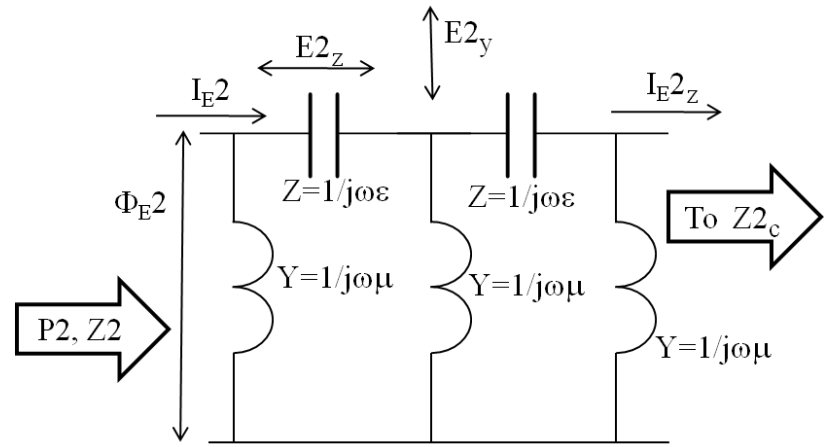 E2z
E2y
IE2
IE2z
Z=1/jωε
Z=1/jωε
ΦE2
To Z2c
Y=1/jωμ
Y=1/jωμ
P2, Z2
Y=1/jωμ